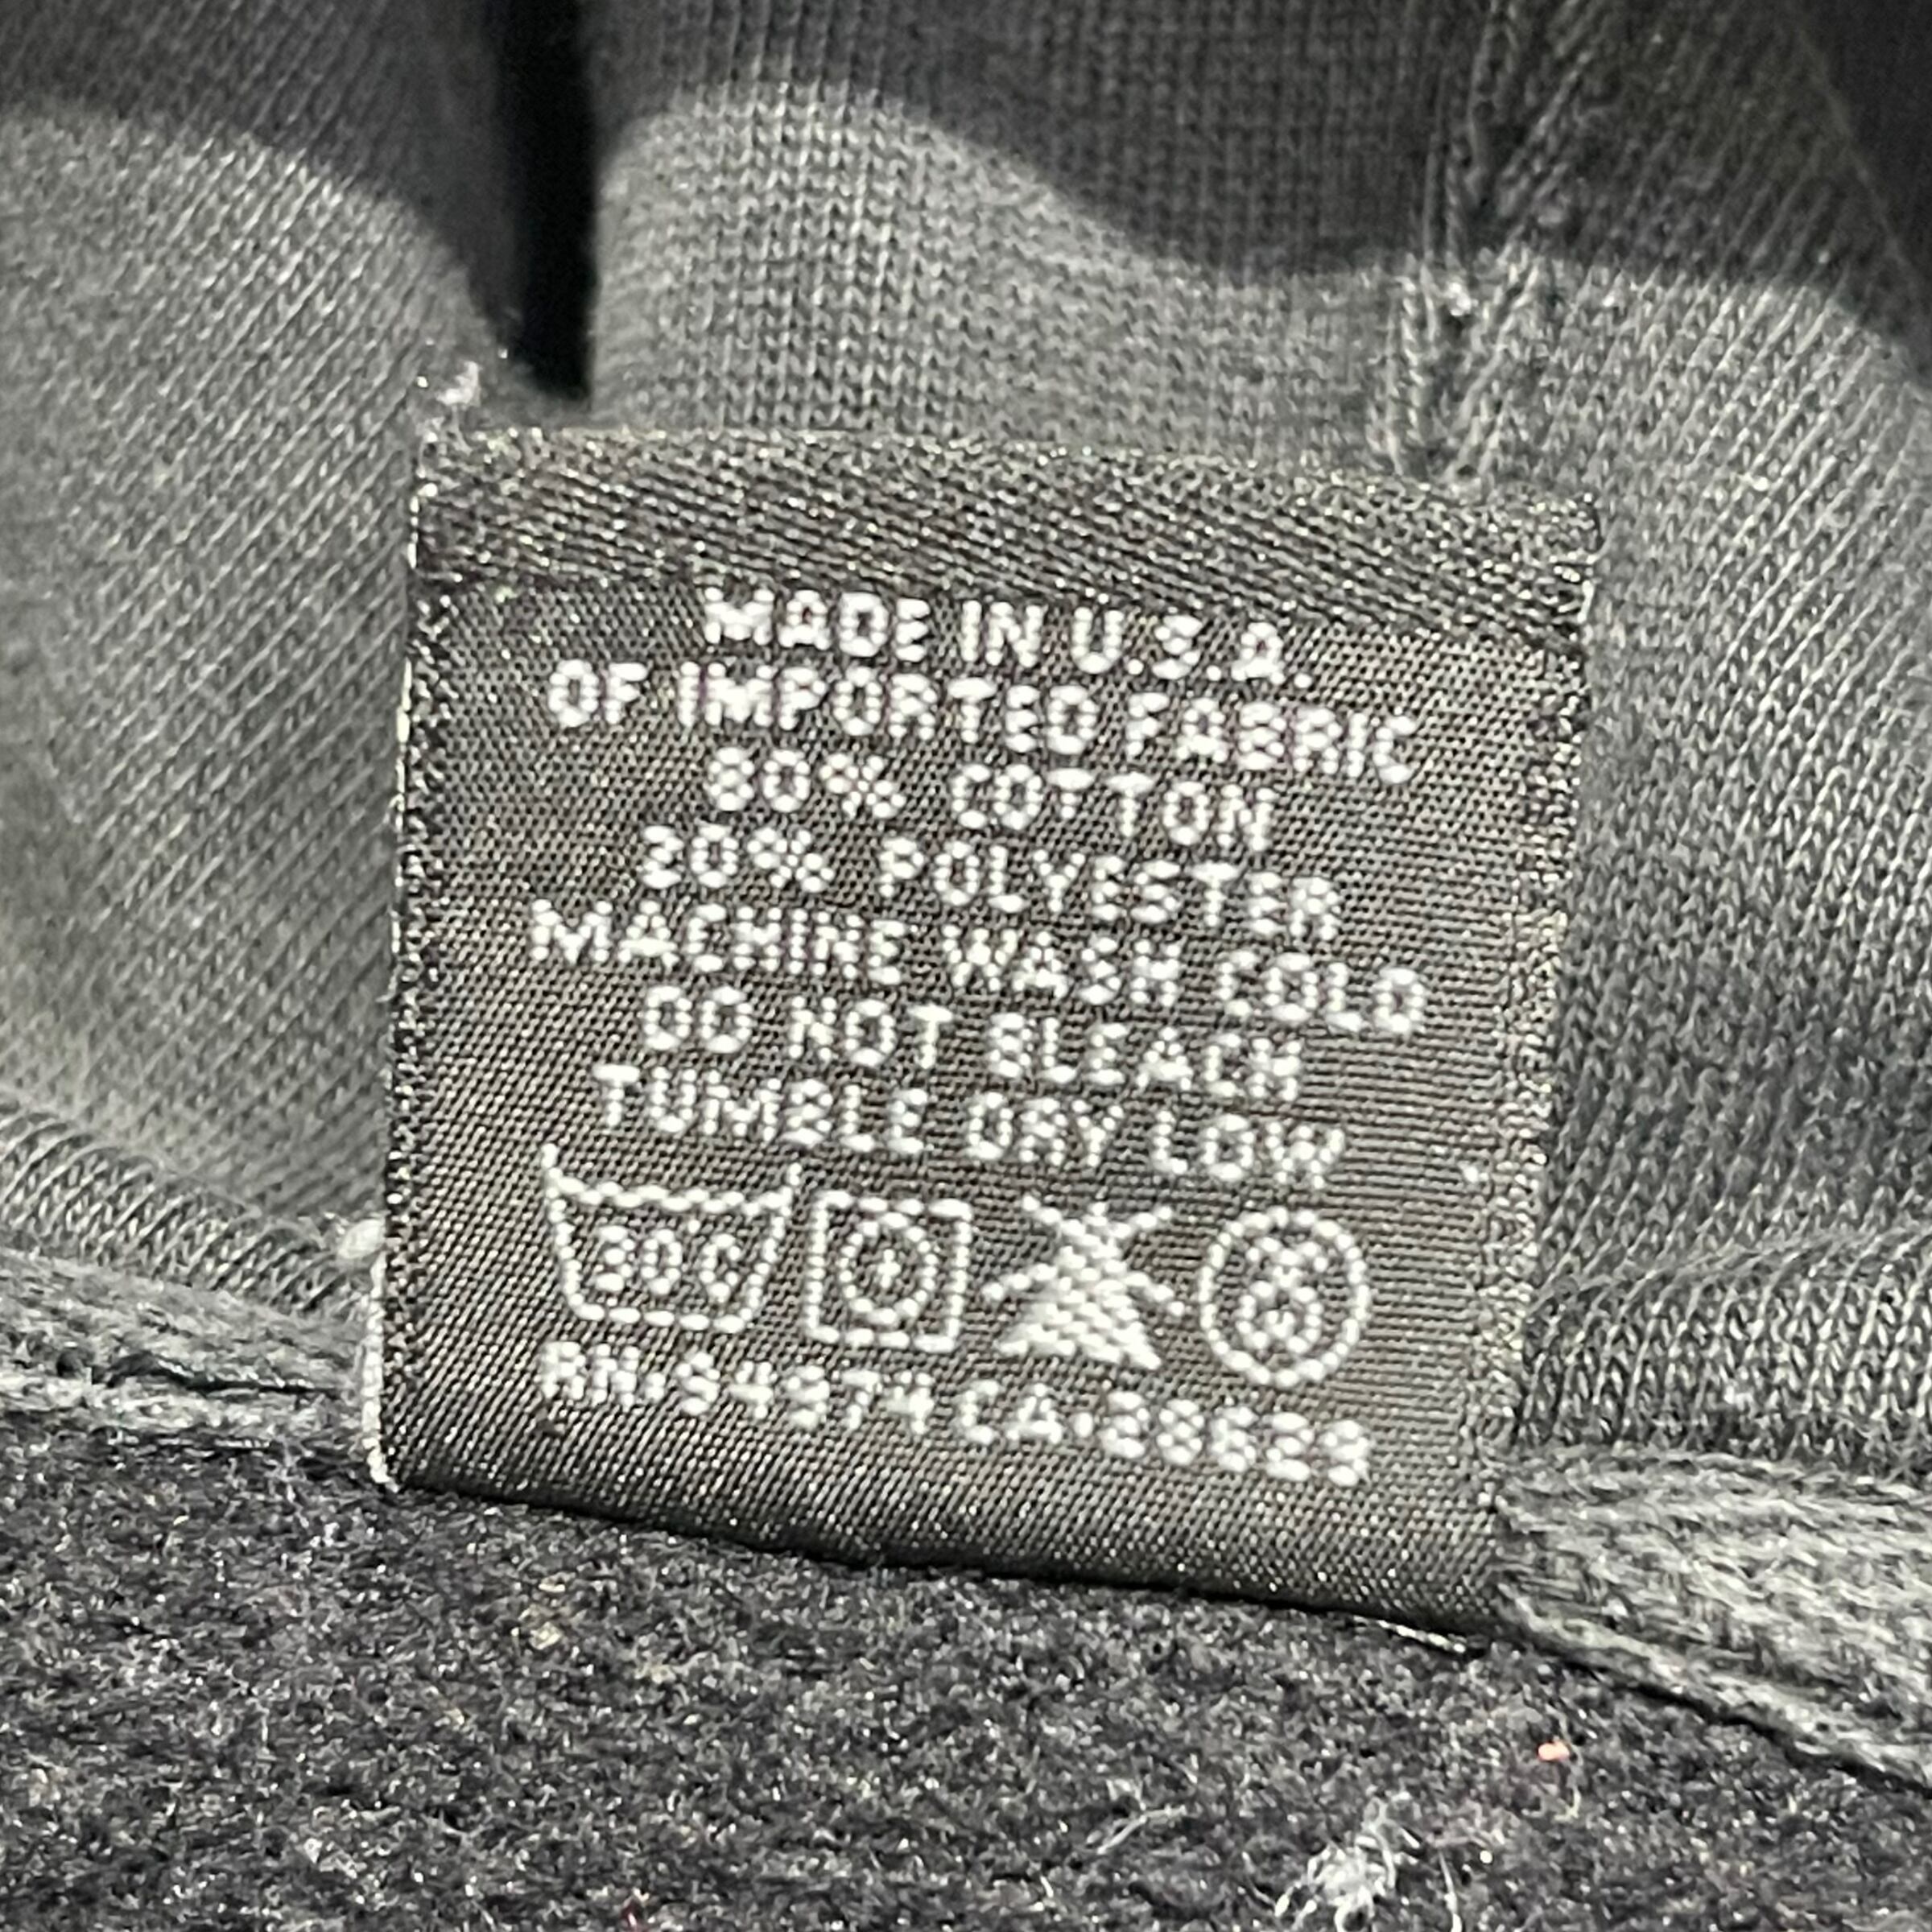 MADE IN U.S.A.
OF IMPORTED FABRIC
80% COTTON
20% POLYESTER
MACHINE WASH COLD
DO NOT BLEACH
TUMBLE DRY LOW
30°C
RN·94974 CA·28629